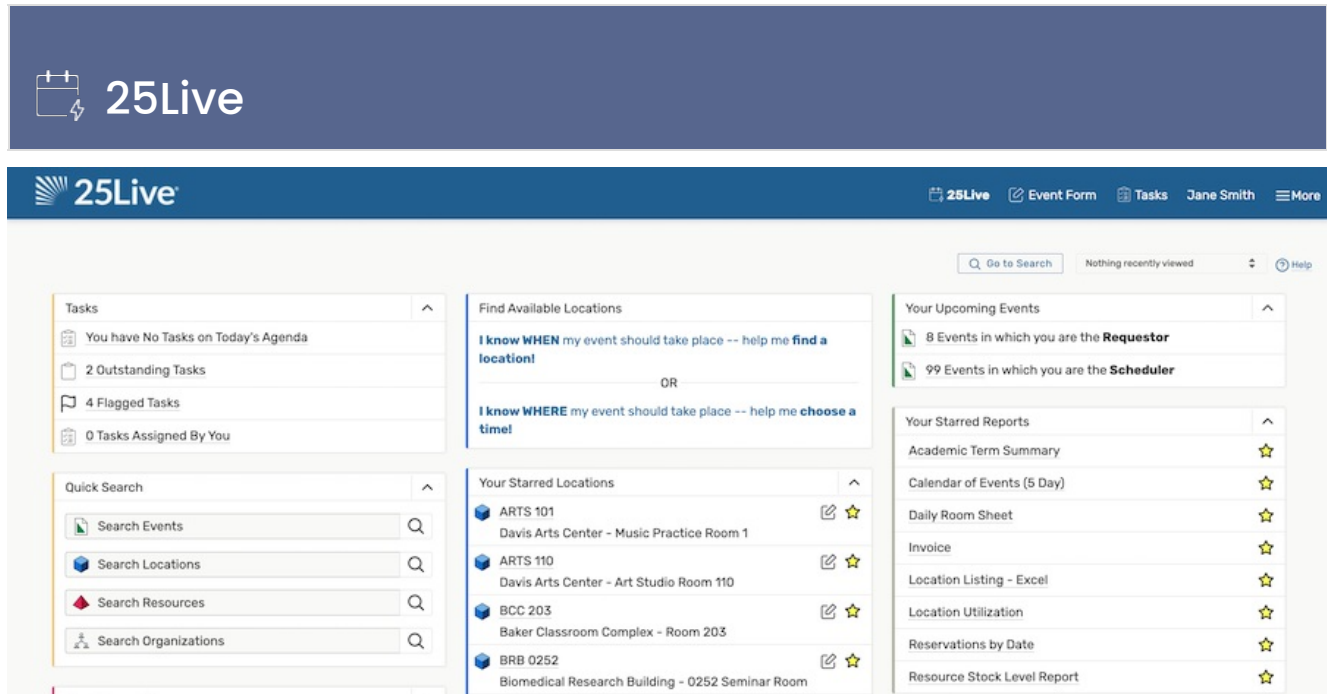 25Live
25Live
25Live
Event Form
Tasks
Jane Smith
More
Go to Search
Nothing recently viewed
Help
Tasks
You have No Tasks on Today's Agenda
2 Outstanding Tasks
4 Flagged Tasks
0 Tasks Assigned By You
Quick Search
Search Events
Search Locations
Search Resources
Search Organizations
Find Available Locations
I know WHEN my event should take place -- help me find a
location!
OR
I know WHERE my event should take place -- help me choose a
time!
Your Starred Locations
ARTS 101
Davis Arts Center - Music Practice Room 1
ARTS 110
Davis Arts Center - Art Studio Room 110
BCC 203
Baker Classroom Complex - Room 203
BRB 0252
Biomedical Research Building - 0252 Seminar Room
Your Upcoming Events
8 Events in which you are the Requestor
99 Events in which you are the Scheduler
Your Starred Reports
Academic Term Summary
Calendar of Events (5 Day)
Daily Room Sheet
Invoice
Location Listing - Excel
Location Utilization
Reservations by Date
Resource Stock Level Report